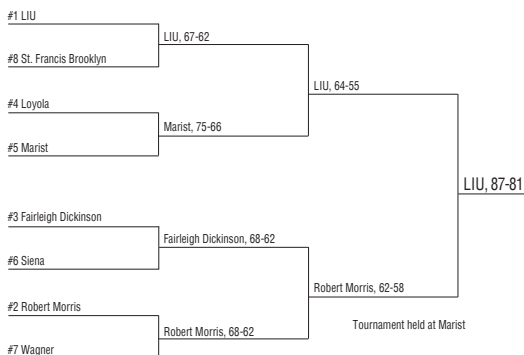 #1 LIU
LIU, 67-62
#8 St. Francis Brooklyn
LIU, 64-55
#4 Loyola
Marist, 75-66
#5 Marist
LIU, 87-81
#3 Fairleigh Dickinson
Fairleigh Dickinson, 68-62
#6 Siena
Robert Morris, 62-58
#2 Robert Morris
Tournament held at Marist
Robert Morris, 68-62
#7 Wagner